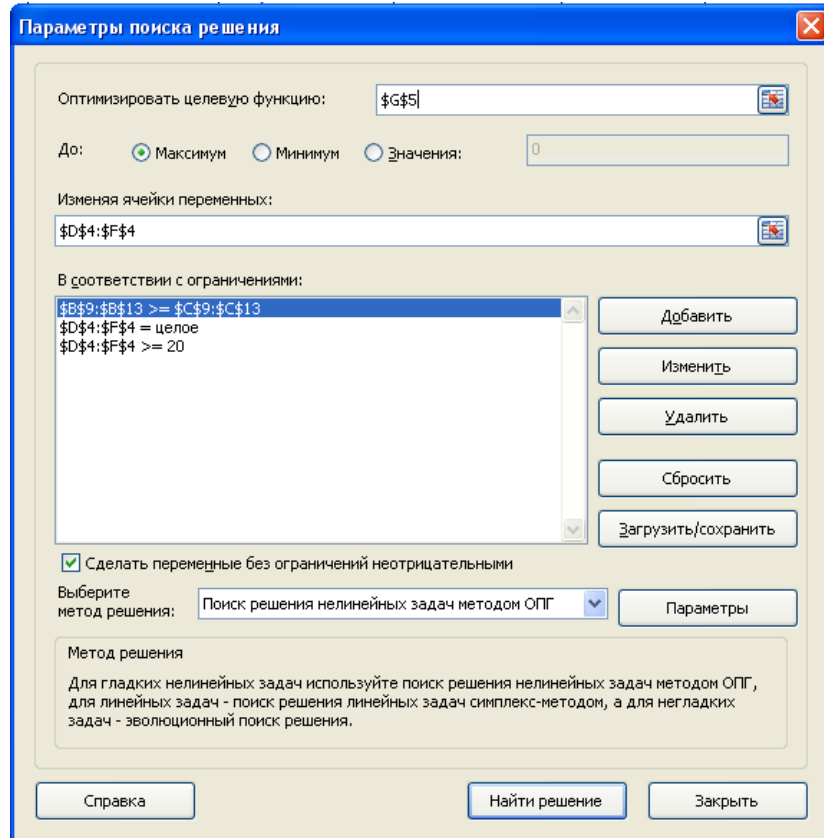 Параметры поиска решения
Оптимизировать целевую функцию: $G$5
До: Максимум Минимум Значения: 0
Изменяя ячейки переменных:
$D$4:$F$4
В соответствии с ограничениями:
$B$9:$B$13 >= $C$9:$C$13
$D$4:$F$4 = целое
$D$4:$F$4 >= 20
Добавить
Изменить
Удалить
Сбросить
Загрузить/сохранить
Сделать переменные без ограничений неотрицательными
Выберите
метод решения: Поиск решения нелинейных задач методом ОПГ Параметры
Метод решения
Для гладких нелинейных задач используйте поиск решения нелинейных задач методом ОПГ,
для линейных задач - поиск решения линейных задач симплекс-методом, а для негладких
задач - эволюционный поиск решения.
Справка Найти решение Закрыть